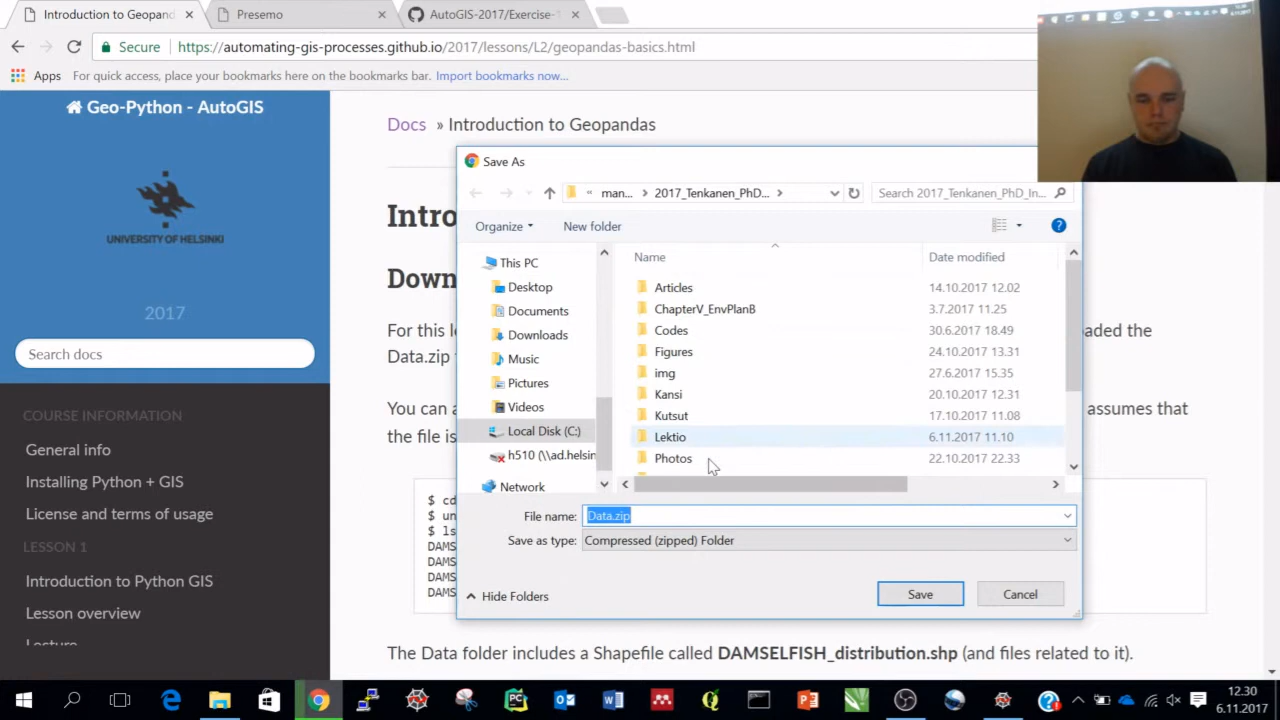 Introduction to Geopand
Presemo
AutoGIS-2017/Exercise-
Secure
https://automating-gis-processes.github.io/2017/lessons/L2/geopandas-basics.html
Apps
For quick access, place your bookmarks here on the bookmarks bar. Import bookmarks now...
Geo-Python - AutoGIS
UNIVERSITY OF HELSINKI
2017
Search docs
COURSE INFORMATION
General info
Installing Python + GIS
License and terms of usage
LESSON 1
Introduction to Python GIS
Lesson overview
Lecture
Docs » Introduction to Geopandas
Intro
Down
For this l
aded the
Data.zip
You can a
assumes that
the file is
$ cd
$ un
$ ls
DAMS
DAMS
DAMS
DAMS
The Data folder includes a Shapefile called DAMSELFISH_distribution.shp (and files related to it).
Save As
« man... 2017_Tenkanen_PhD...
Search 2017_Tenkanen_PhD_In...
Organize
New folder
This PC
Desktop
Documents
Downloads
Music
Pictures
Videos
Local Disk (C:)
h510 (\\ad.helsin
Network
Name Date modified
Articles 14.10.2017 12.02
ChapterV_EnvPlanB 3.7.2017 11.25
Codes 30.6.2017 18.49
Figures 24.10.2017 13.31
img 27.6.2017 15.35
Kansi 20.10.2017 12.31
Kutsut 17.10.2017 11.08
Lektio 6.11.2017 11.10
Photos 22.10.2017 22.33
File name: Data.zip
Save as type: Compressed (zipped) Folder
Hide Folders
Save
Cancel
12.30
6.11.2017